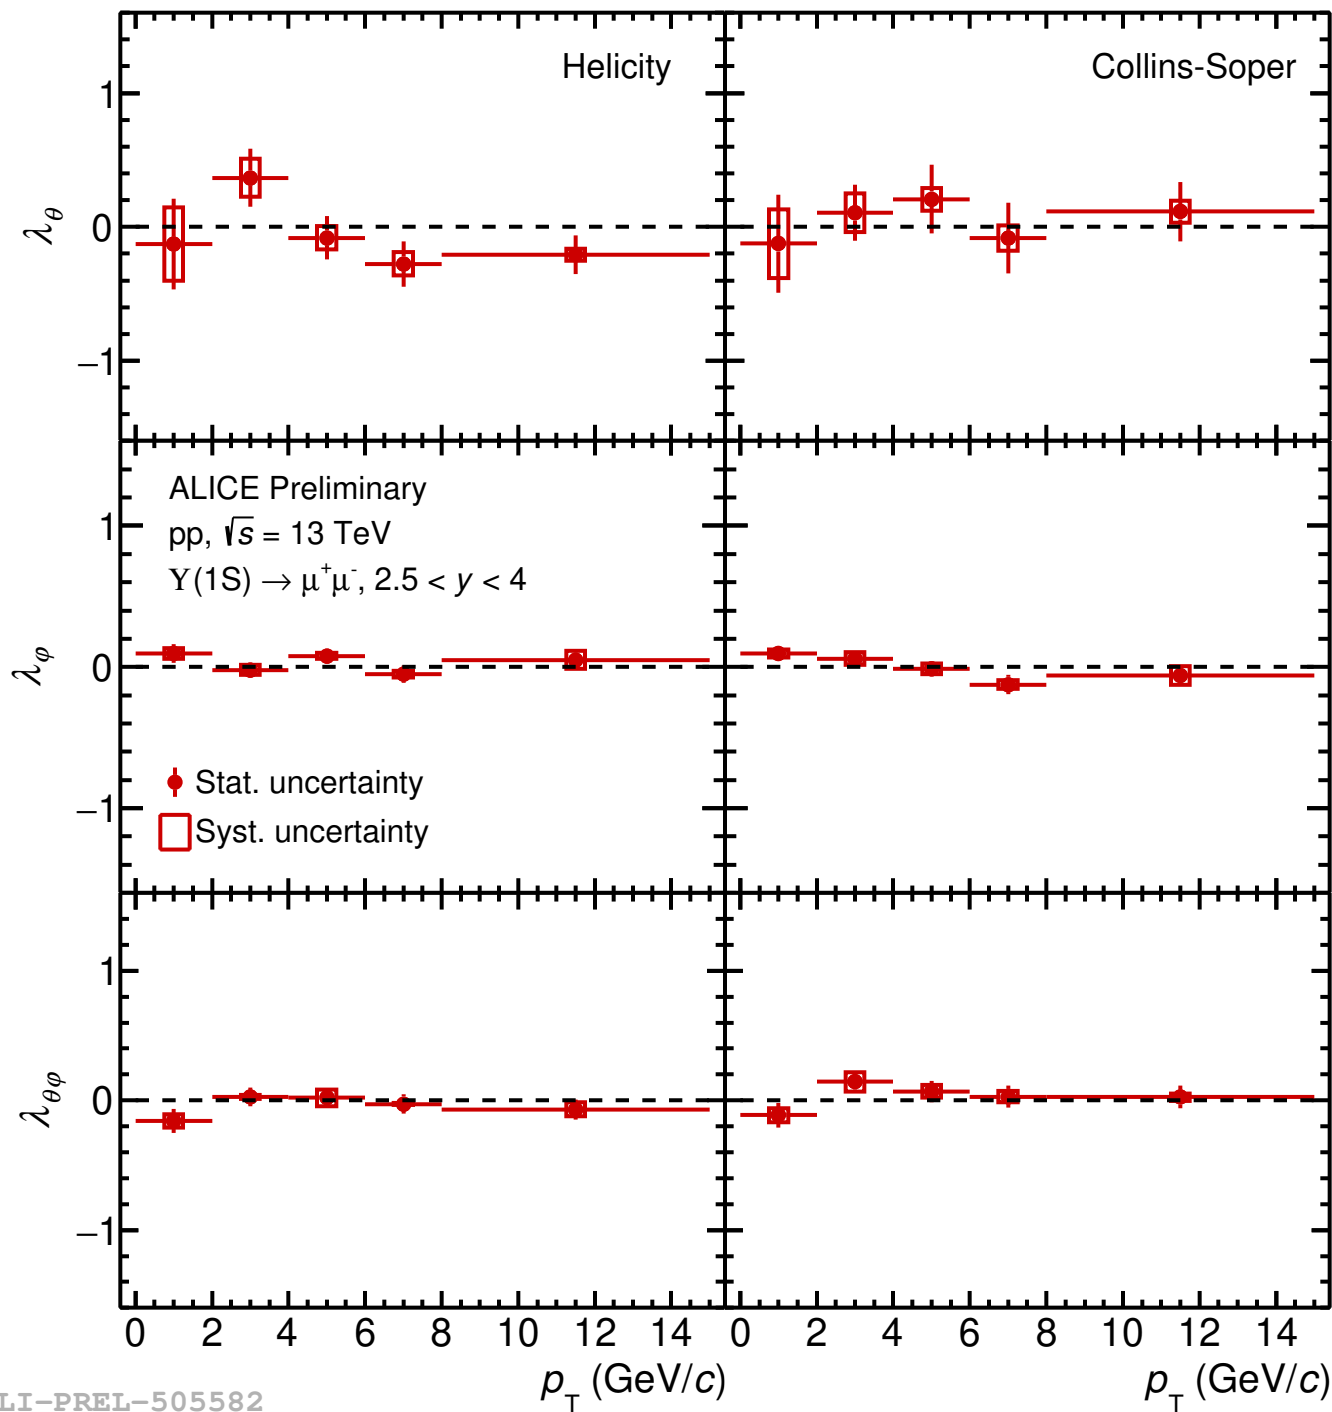 Helicity
Collins-Soper
1
0
−1
λθ
ALICE Preliminary
pp, √s = 13 TeV
Υ(1S) → μ⁺μ⁻, 2.5 < y < 4
1
0
−1
λφ
Stat. uncertainty
Syst. uncertainty
1
0
−1
λθφ
0 2 4 6 8 10 12 14
0 2 4 6 8 10 12 14
pT (GeV/c)
pT (GeV/c)
LI−PREL−505582